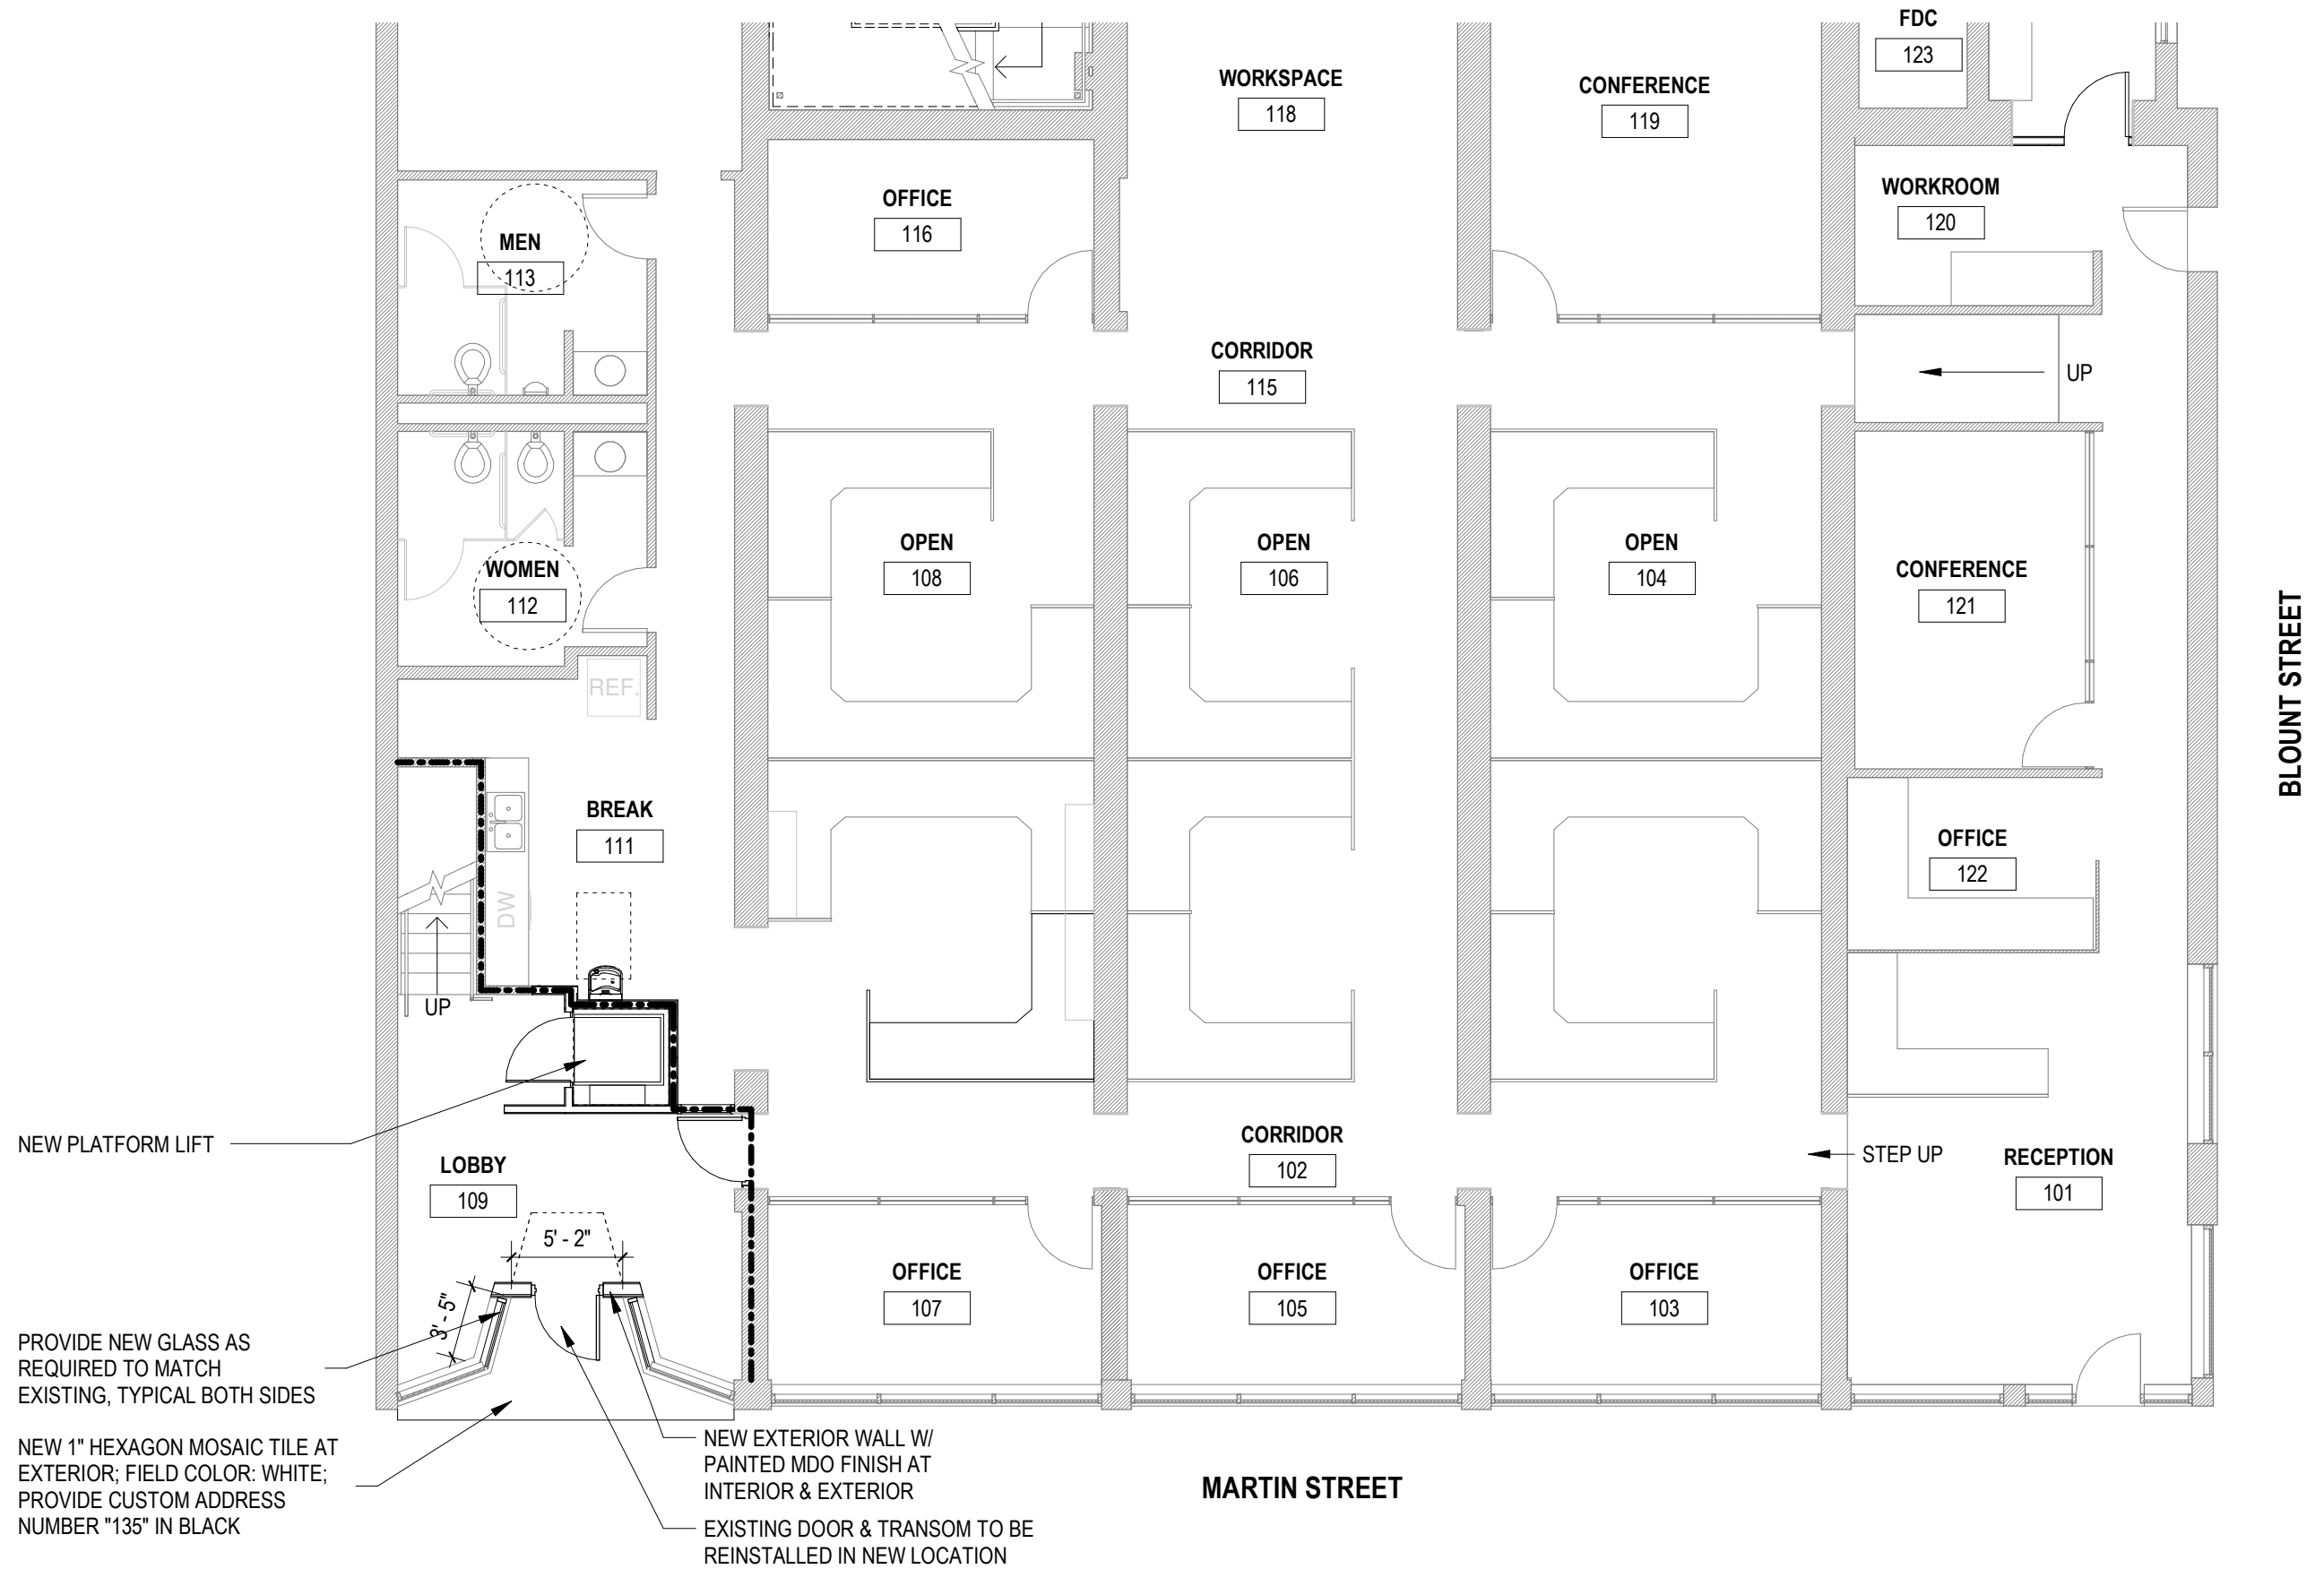 FDC
123
WORKSPACE
118
CONFERENCE
119
WORKROOM
120
OFFICE
116
MEN
113
CORRIDOR
115
UP
OPEN
108
OPEN
106
OPEN
104
CONFERENCE
121
WOMEN
112
REF.
BLOUNT STREET
BREAK
111
DW
OFFICE
122
UP
NEW PLATFORM LIFT
LOBBY
109
CORRIDOR
102
STEP UP
RECEPTION
101
5' - 2"
3' - 5"
OFFICE
107
OFFICE
105
OFFICE
103
PROVIDE NEW GLASS AS
REQUIRED TO MATCH
EXISTING, TYPICAL BOTH SIDES
NEW 1" HEXAGON MOSAIC TILE AT
EXTERIOR; FIELD COLOR: WHITE;
PROVIDE CUSTOM ADDRESS
NUMBER "135" IN BLACK
NEW EXTERIOR WALL W/
PAINTED MDO FINISH AT
INTERIOR & EXTERIOR
EXISTING DOOR & TRANSOM TO BE
REINSTALLED IN NEW LOCATION
MARTIN STREET